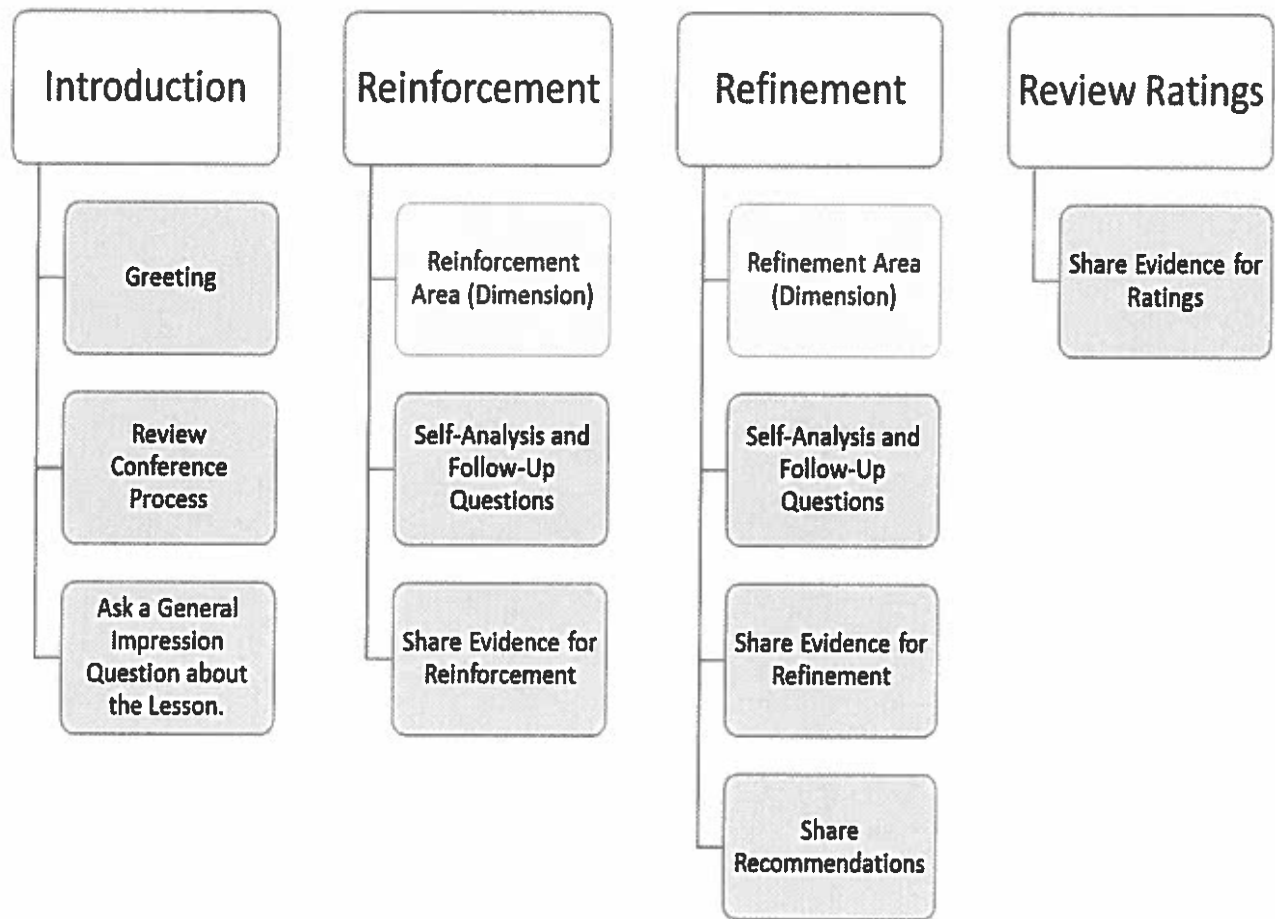 Introduction
Greeting
Review
Conference
Process
Ask a General
Impression
Question about
the Lesson.
Reinforcement
Reinforcement
Area (Dimension)
Self-Analysis and
Follow-Up
Questions
Share Evidence for
Reinforcement
Refinement
Refinement Area
(Dimension)
Self-Analysis and
Follow-Up
Questions
Share Evidence for
Refinement
Share
Recommendations
Review Ratings
Share Evidence for
Ratings